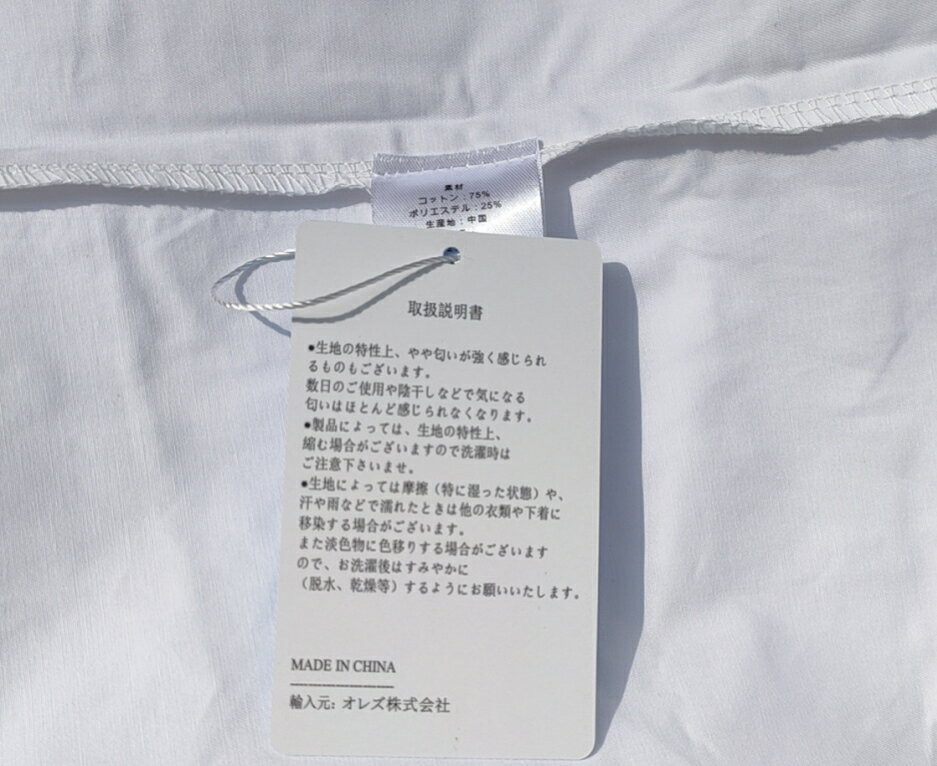 素材
コットン：75%
ポリエステル：25%
生産地：中国
取扱説明書
●生地の特性上、やや匂いが強く感じられ
るものもございます。
数日のご使用や陰干しなどで気になる
匂いはほとんど感じられなくなります。
●製品によっては、生地の特性上、
縮む場合がございますので洗濯時は
ご注意下さいませ。
●生地によっては摩擦（特に湿った状態）や、
汗や雨などで濡れたときは他の衣類や下着に
移染する場合がございます。
また淡色物に色移りする場合がございます
ので、お洗濯後はすみやかに
（脱水、乾燥等）するようにお願いいたします。
MADE IN CHINA
輸入元：オレズ株式会社